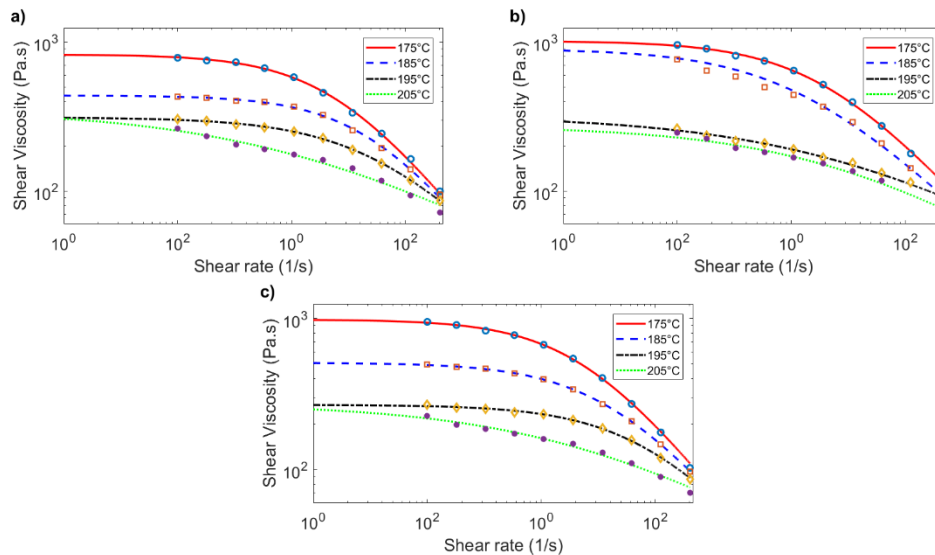 a)
Shear Viscosity (Pa.s)
10³
10²
175°C
185°C
195°C
205°C
10⁰ 10² 10⁰ 10²
Shear rate (1/s)
b)
Shear Viscosity (Pa.s)
10³
10²
175°C
185°C
195°C
205°C
10⁰ 10² 10⁰ 10²
Shear rate (1/s)
c)
Shear Viscosity (Pa.s)
10³
10²
175°C
185°C
195°C
205°C
10⁰ 10² 10⁰ 10²
Shear rate (1/s)